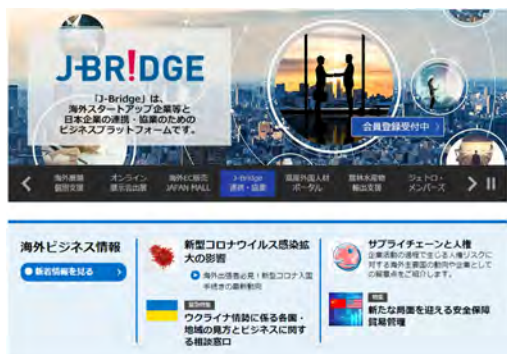 J-BR!DGE
「J-Bridge」は、
海外スタートアップ企業等と
日本企業の連携・協業のための
ビジネスプラットフォームです。
会員登録受付中
海外展開
個別支援
オンライン
展示会出展
海外EC販売
JAPAN MALL
J-Bridge
連携・協業
高度外国人材
ポータル
農林水産物
輸出支援
ジェトロ・
メンバーズ
海外ビジネス情報
新着情報を見る
新型コロナウイルス感染拡
大の影響
海外出張者必見!新型コロナ入国
手続きの最新動向
緊急特集
ウクライナ情勢に係る各国・
地域の見方とビジネスに関す
る相談窓口
サプライチェーンと人権
企業活動の過程で生じる人権リスクに
対する海外主要国の動向や企業として
の留意点をご紹介します。
特集
新たな局面を迎える安全保障
貿易管理